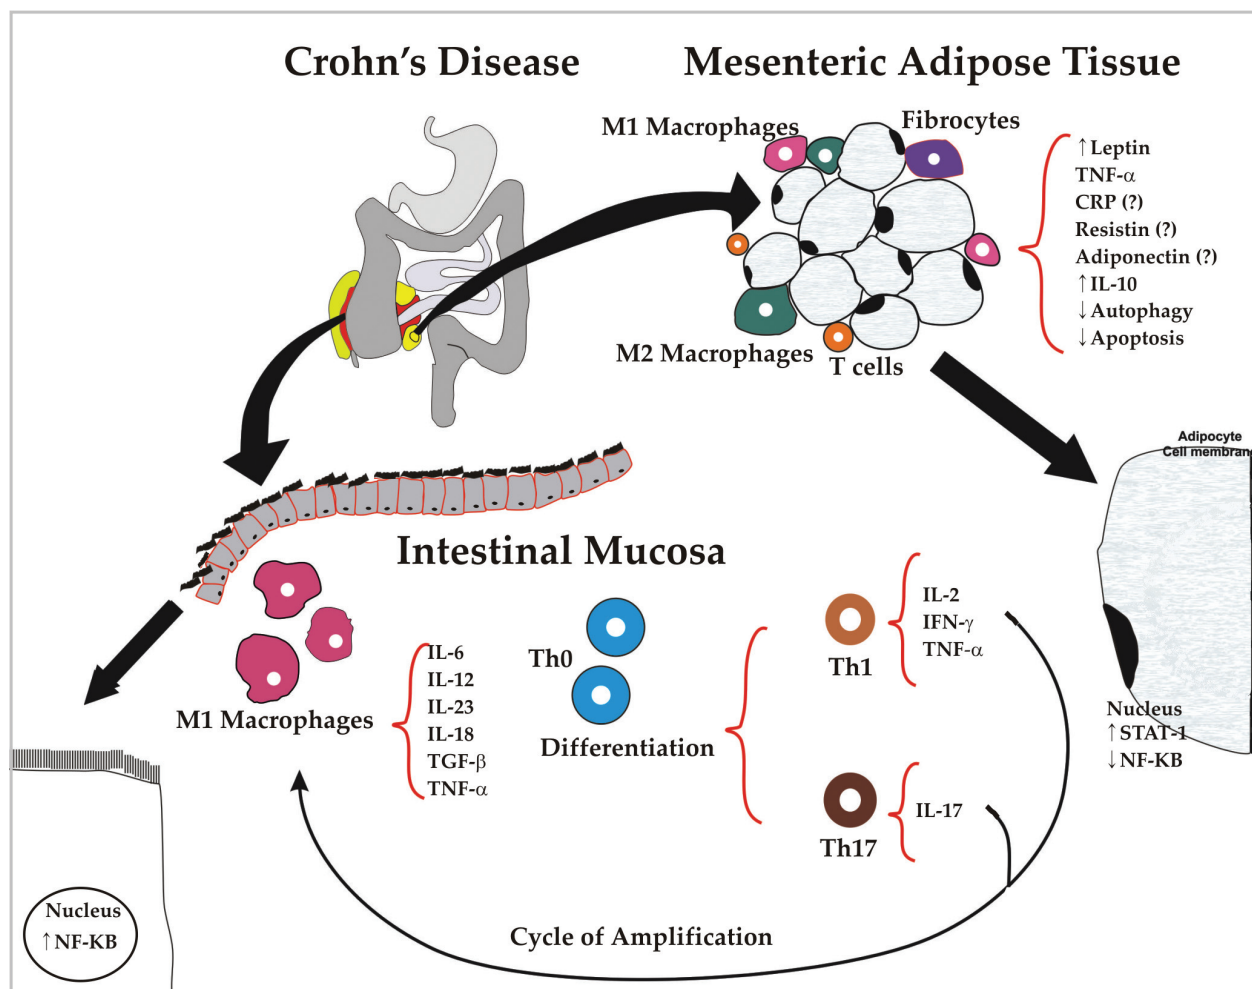 Crohn's Disease
Mesenteric Adipose Tissue
M1 Macrophages
Fibrocytes
↑Leptin
TNF-α
CRP (?)
Resistin (?)
Adiponectin (?)
↑IL-10
↓Autophagy
↓Apoptosis
M2 Macrophages
T cells
Adipocyte
Cell membran
Intestinal Mucosa
M1 Macrophages
IL-6
IL-12
IL-23
IL-18
TGF-β
TNF-α
Th0
Differentiation
Th1
IL-2
IFN-γ
TNF-α
Th17
IL-17
Nucleus
↑STAT-1
↓NF-KB
Cycle of Amplification
Nucleus
↑NF-KB